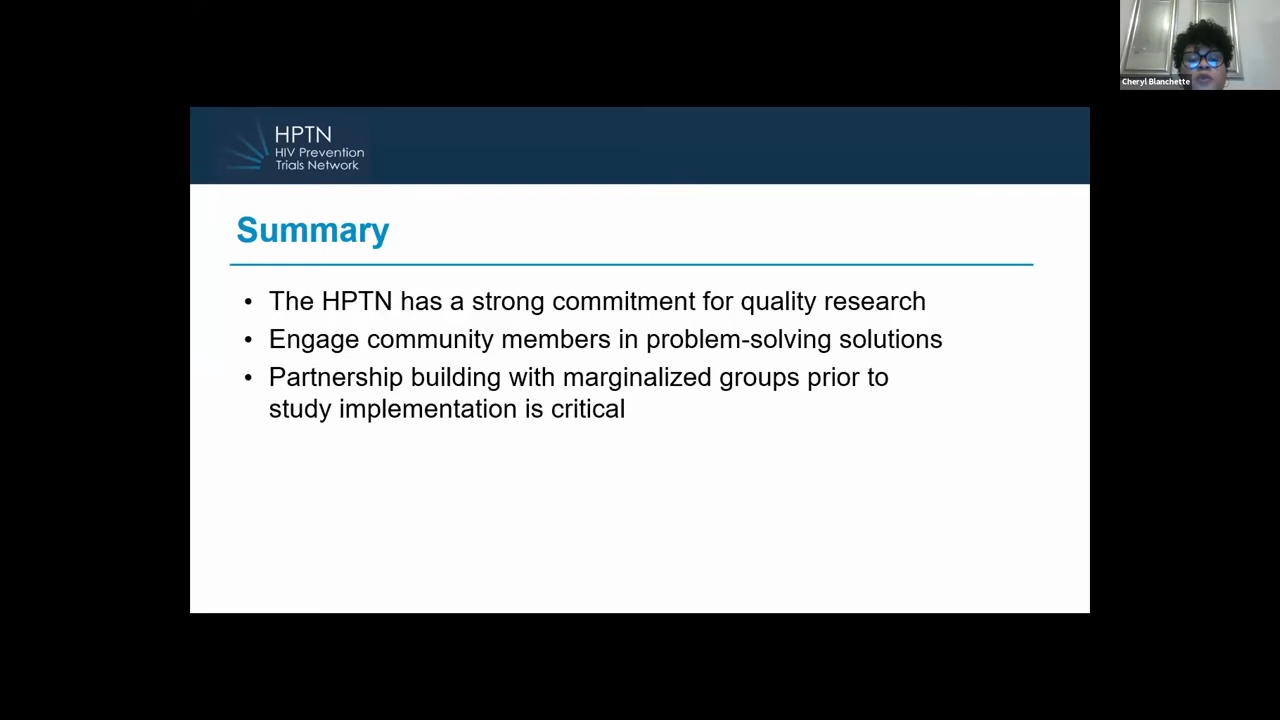 Cheryl Blanchette
HPTN
HIV Prevention
Trials Network
Summary
• The HPTN has a strong commitment for quality research
• Engage community members in problem-solving solutions
• Partnership building with marginalized groups prior to
study implementation is critical